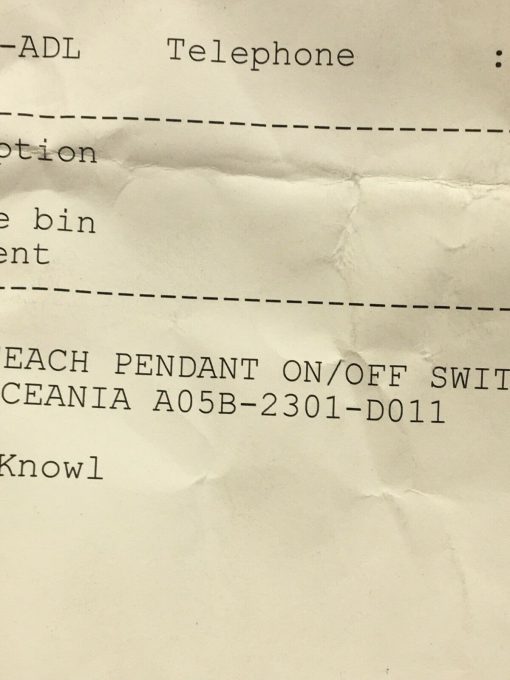 -ADL Telephone :
ption
e bin
ent
EACH PENDANT ON/OFF SWIT
CEANIA A05B-2301-D011
Knowl